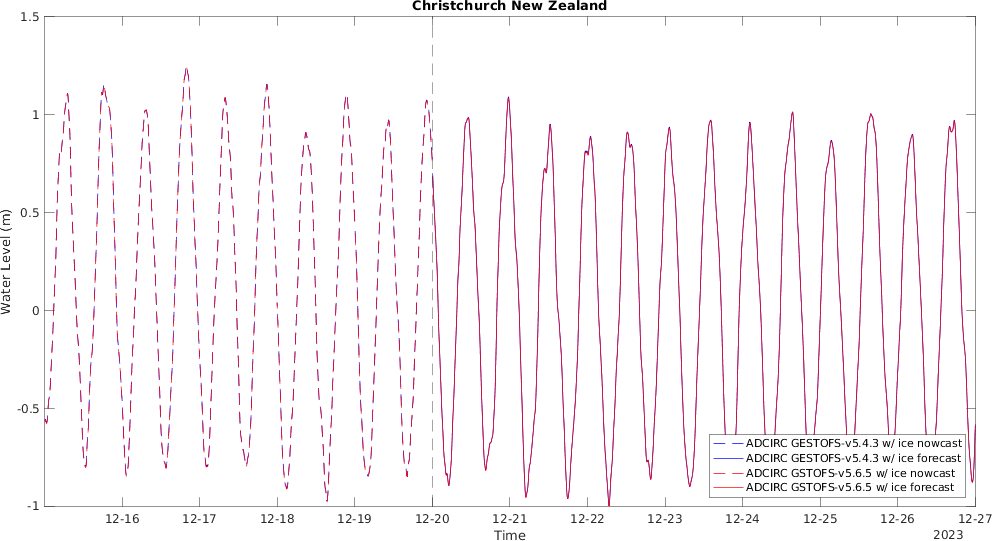 Christchurch New Zealand
1.5
1
0.5
0
-0.5
-1
Water Level (m)
ADCIRC GESTOFS-v5.4.3 w/ ice nowcast
ADCIRC GESTOFS-v5.4.3 w/ ice forecast
ADCIRC GSTOFS-v5.6.5 w/ ice nowcast
ADCIRC GSTOFS-v5.6.5 w/ ice forecast
12-16 12-17 12-18 12-19 12-20 12-21 12-22 12-23 12-24 12-25 12-26 12-27
Time
2023